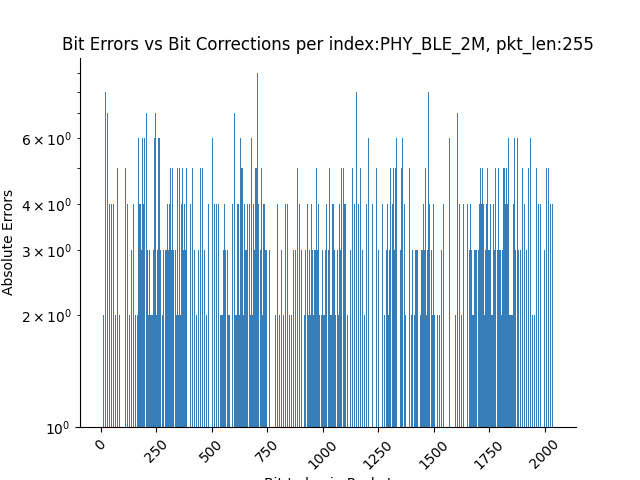 Bit Errors vs Bit Corrections per index:PHY_BLE_2M, pkt_len:255
Absolute Errors
6 × 10⁰
4 × 10⁰
3 × 10⁰
2 × 10⁰
10⁰
0
250
500
750
1000
1250
1500
1750
2000